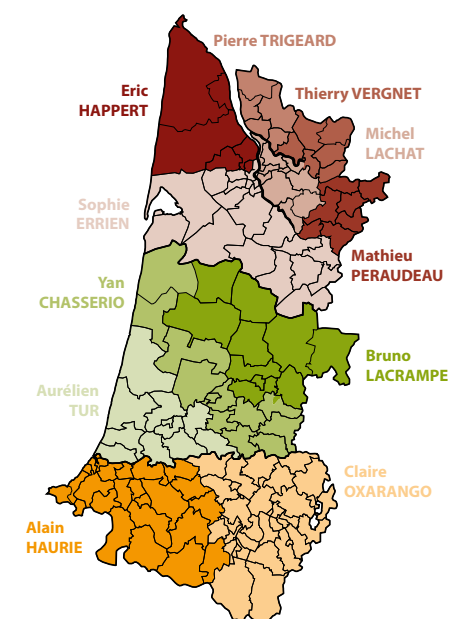 Pierre TRIGEARD
Eric
HAPPERT
Thierry VERGNET
Michel
LACHAT
Sophie
ERRIEN
Mathieu
PERAUDEAU
Yan
CHASSERIO
Bruno
LACRAMPE
Aurélien
TUR
Claire
OXARANGO
Alain
HAURIE